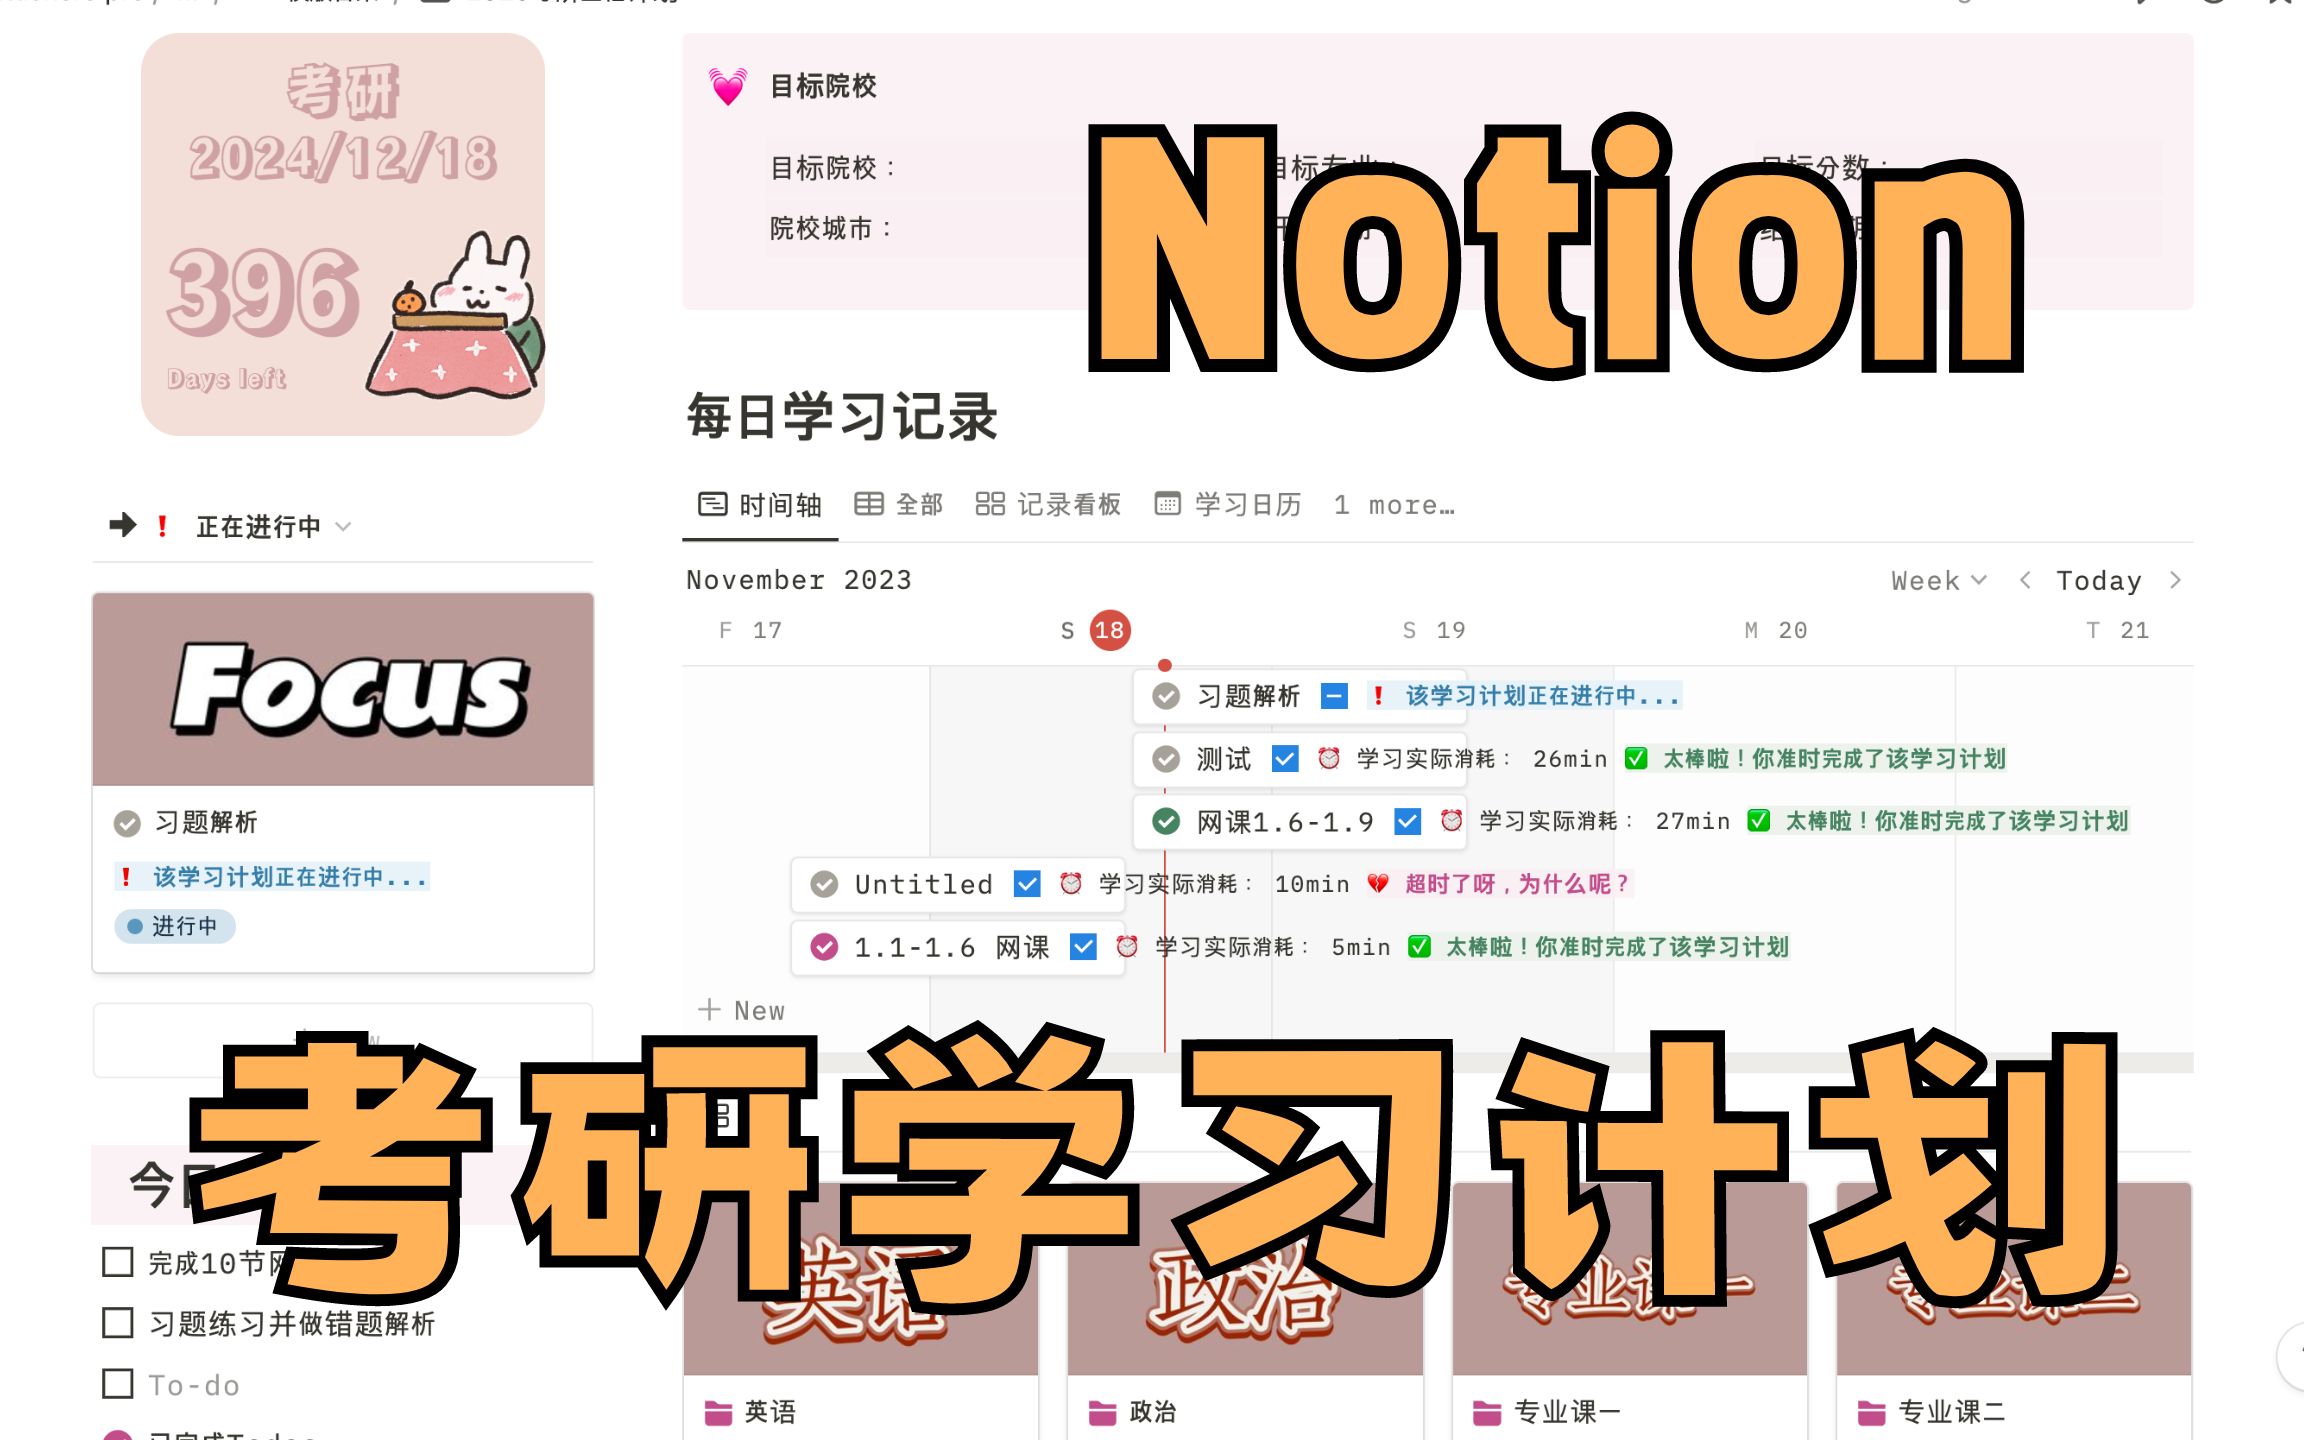 考研
2024/12/18
396
Days left
目标院校
目标院校：
院校城市：
Notion
每日学习记录
时间轴 全部 记录看板 学习日历 1 more…
正在进行中
November 2023
Week Today
F 17 S 18 S 19 M 20 T 21
Focus
习题解析 ! 该学习计划正在进行中...
测试 学习实际消耗： 26min 太棒啦！你准时完成了该学习计划
网课1.6-1.9 学习实际消耗： 27min 太棒啦！你准时完成了该学习计划
Untitled 学习实际消耗： 10min 超时了呀，为什么呢？
1.1-1.6 网课 学习实际消耗： 5min 太棒啦！你准时完成了该学习计划
+ New
习题解析
! 该学习计划正在进行中...
进行中
考研学习计划
完成10节
习题练习并做错题解析
To-do
英语
政治
专业课一
专业课二
英语
政治
专业课一
专业课二